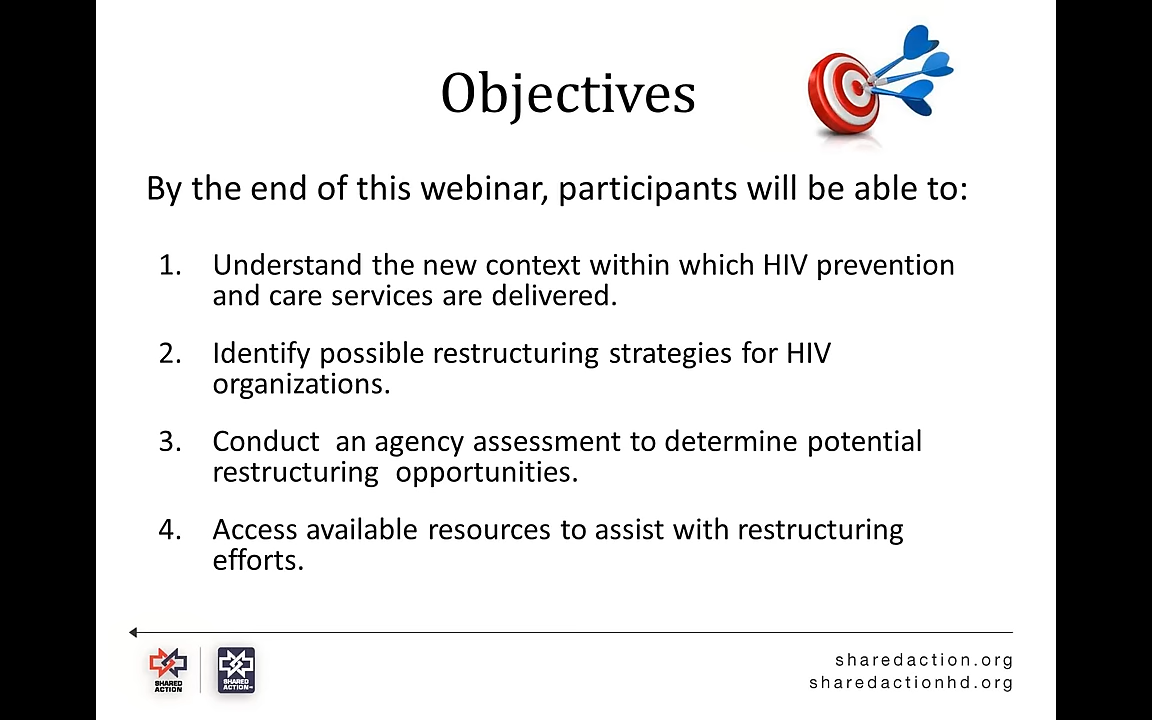 Objectives
By the end of this webinar, participants will be able to:
1. Understand the new context within which HIV prevention
and care services are delivered.
2. Identify possible restructuring strategies for HIV
organizations.
3. Conduct  an agency assessment to determine potential
restructuring  opportunities.
4. Access available resources to assist with restructuring
efforts.
SHARED
ACTION
SHARED
ACTION
sharedaction.org
sharedactionhd.org